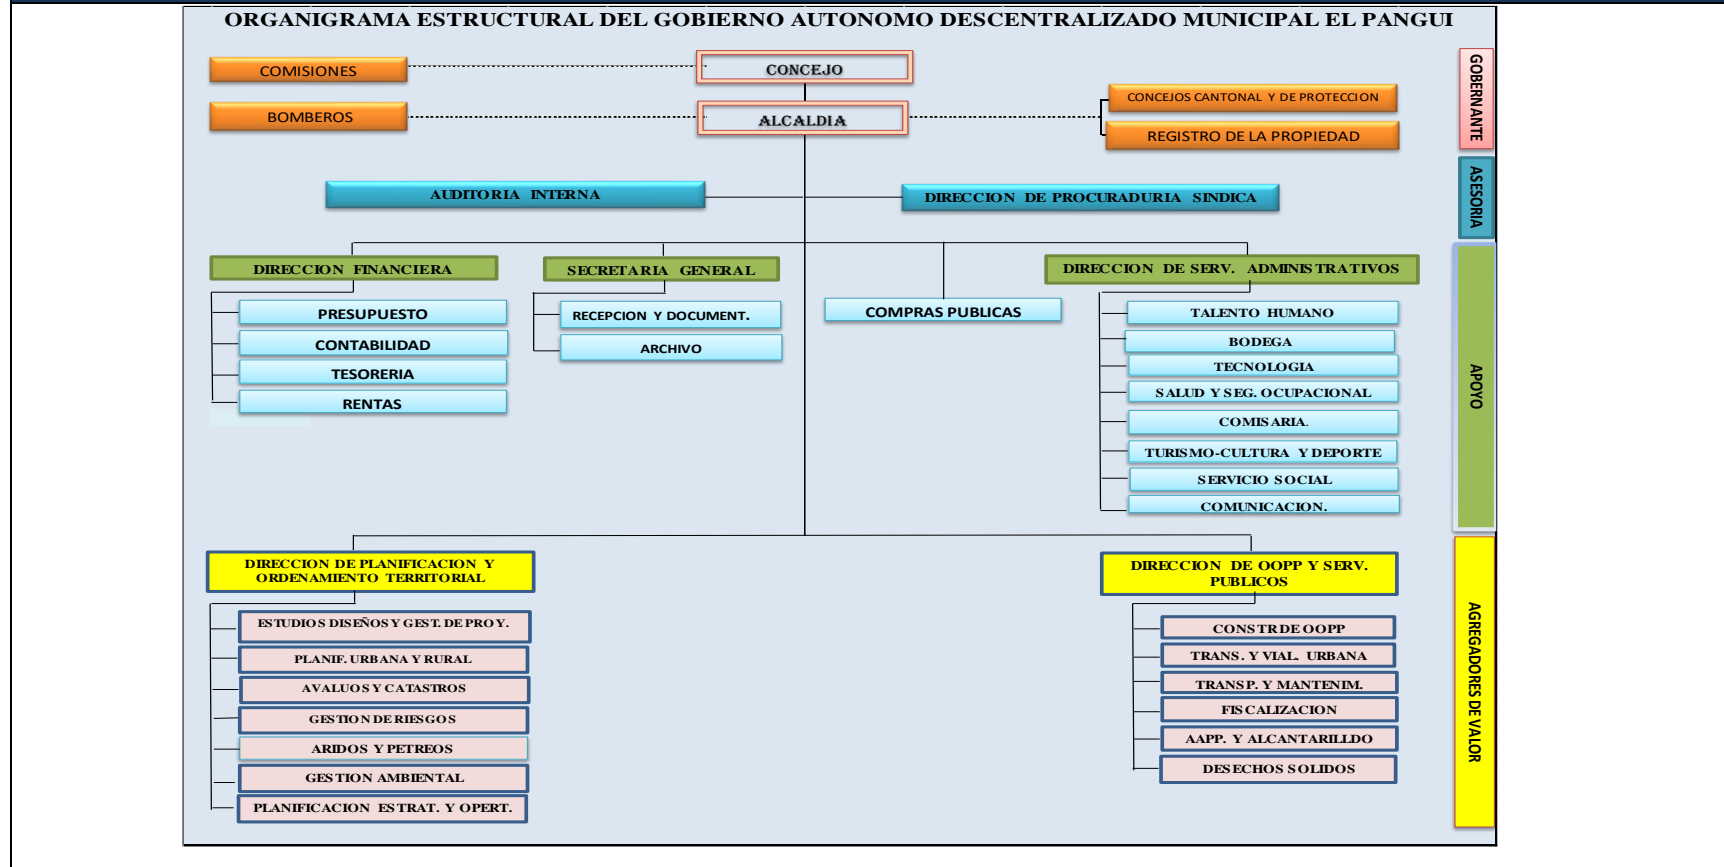 ORGANIGRAMA ESTRUCTURAL DEL GOBIERNO AUTONOMO DESCENTRALIZADO MUNICIPAL EL PANGUI
COMISIONES
CONCEJO
GOBERNANTE
BOMBEROS
ALCALDIA
CONCEJOS CANTONAL Y DE PROTECCION
REGISTRO DE LA PROPIEDAD
AUDITORIA INTERNA
DIRECCION DE PROCURADURIA SINDICA
ASESORIA
DIRECCION FINANCIERA
SECRETARIA GENERAL
DIRECCION DE SERV. ADMINISTRATIVOS
PRESUPUESTO
CONTABILIDAD
TESORERIA
RENTAS
RECEPCION Y DOCUMENT.
ARCHIVO
COMPRAS PUBLICAS
TALENTO HUMANO
BODEGA
TECNOLOGIA
SALUD Y SEG. OCUPACIONAL
COMISARIA.
TURISMO-CULTURA Y DEPORTE
SERVICIO SOCIAL
COMUNICACION.
APOYO
DIRECCION DE PLANIFICACION Y
ORDENAMIENTO TERRITORIAL
ESTUDIOS DISEÑOS Y GEST. DE PROY.
PLANIF. URBANA Y RURAL
AVALUOS Y CATASTROS
GESTION DE RIESGOS
ARIDOS Y PETREOS
GESTION AMBIENTAL
PLANIFICACION ESTRAT. Y OPERT.
DIRECCION DE OOPP Y SERV.
PUBLICOS
CONSTR DE OOPP
TRANS. Y VIAL. URBANA
TRANSP. Y MANTENIM.
FISCALIZACION
AAPP. Y ALCANTARILLDO
DESECHOS SOLIDOS
AGREGADORES DE VALOR